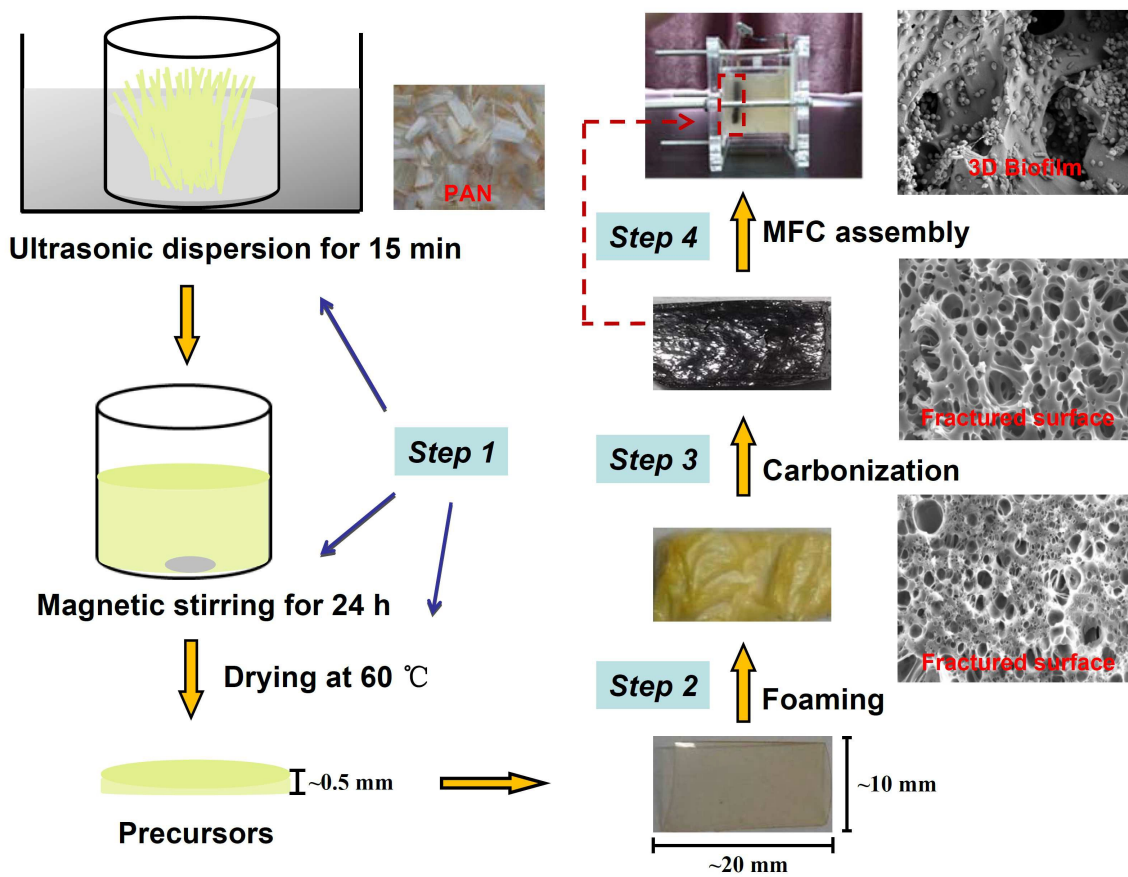 PAN
Ultrasonic dispersion for 15 min
Step 1
Magnetic stirring for 24 h
Drying at 60 ℃
~0.5 mm
Precursors
~10 mm
~20 mm
Step 2
Foaming
Fractured surface
Step 3
Carbonization
Fractured surface
Step 4
MFC assembly
3D Biofilm